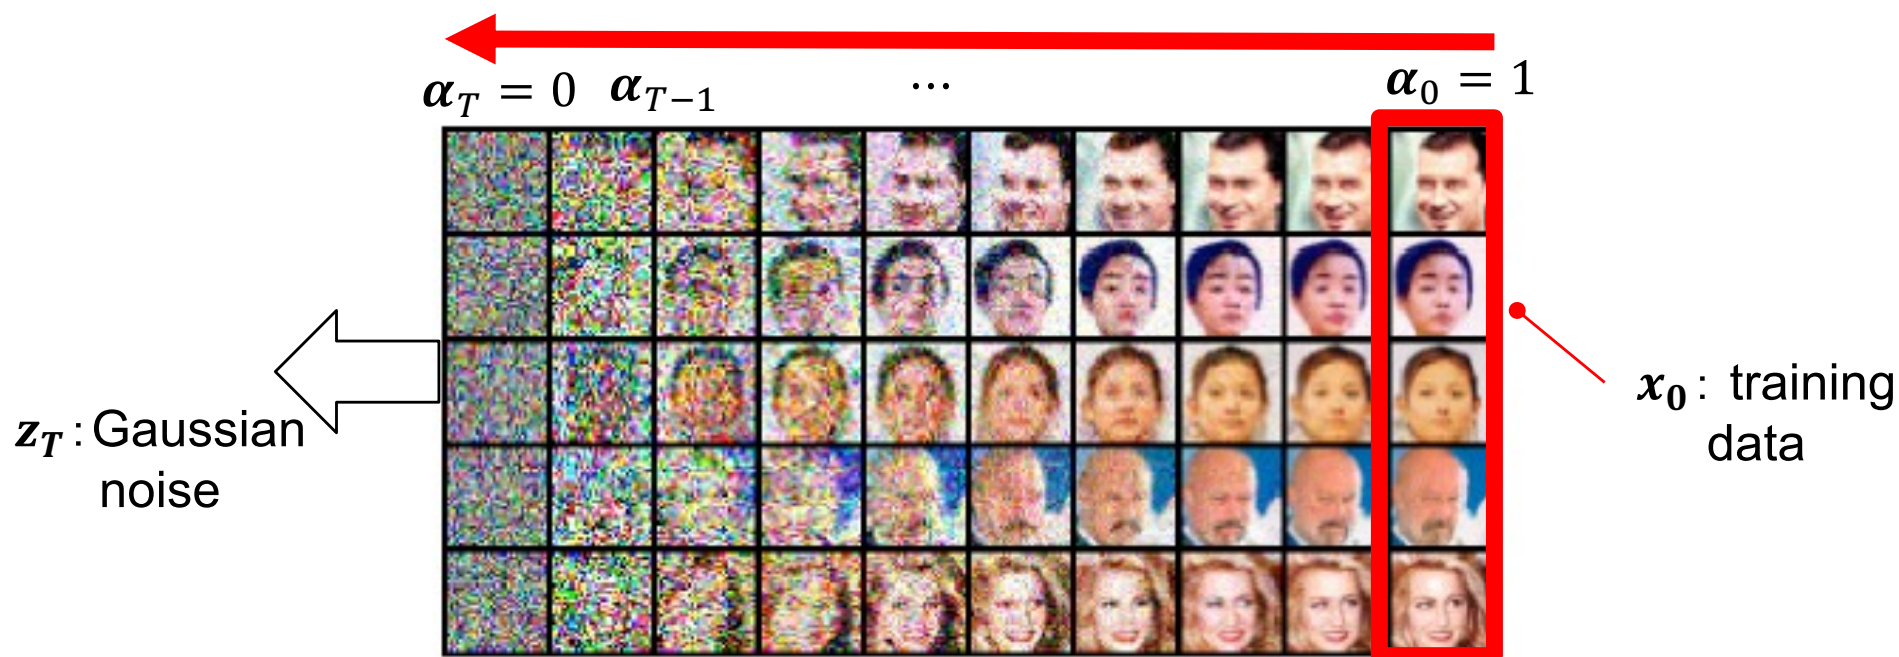 𝜶_T = 0 𝜶_{T−1} ⋯ 𝜶_0 = 1
𝒛_𝑻 : Gaussian
noise
𝒙_𝟎 : training
data